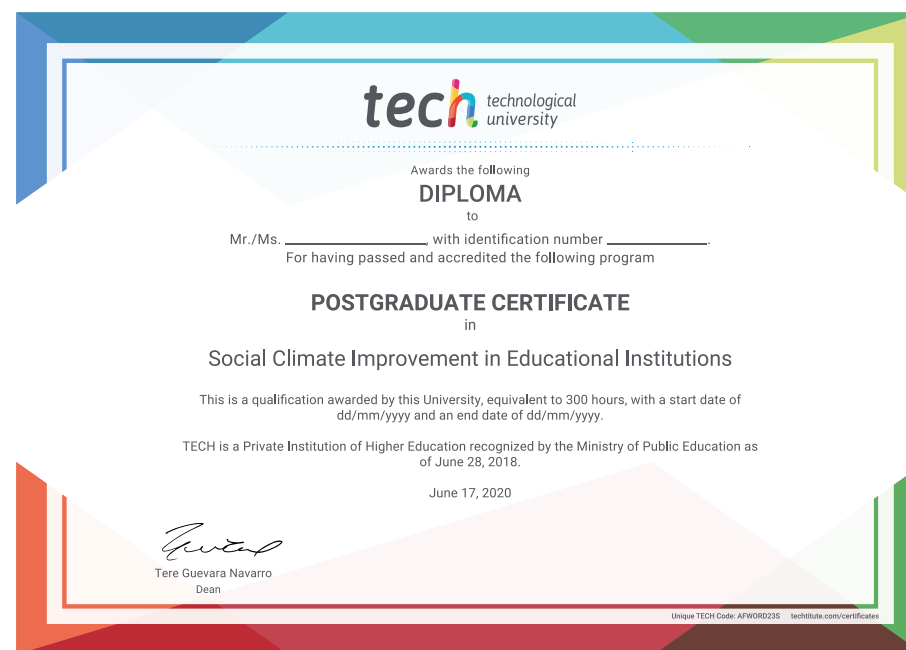 tech technological
university
Awards the following
DIPLOMA
to
Mr./Ms. ____________, with identification number ____________.
For having passed and accredited the following program
POSTGRADUATE CERTIFICATE
in
Social Climate Improvement in Educational Institutions
This is a qualification awarded by this University, equivalent to 300 hours, with a start date of
dd/mm/yyyy and an end date of dd/mm/yyyy.
TECH is a Private Institution of Higher Education recognized by the Ministry of Public Education as
of June 28, 2018.
June 17, 2020
Tere Guevara Navarro
Dean
Unique TECH Code: AFWORD23S techtitute.com/certificates